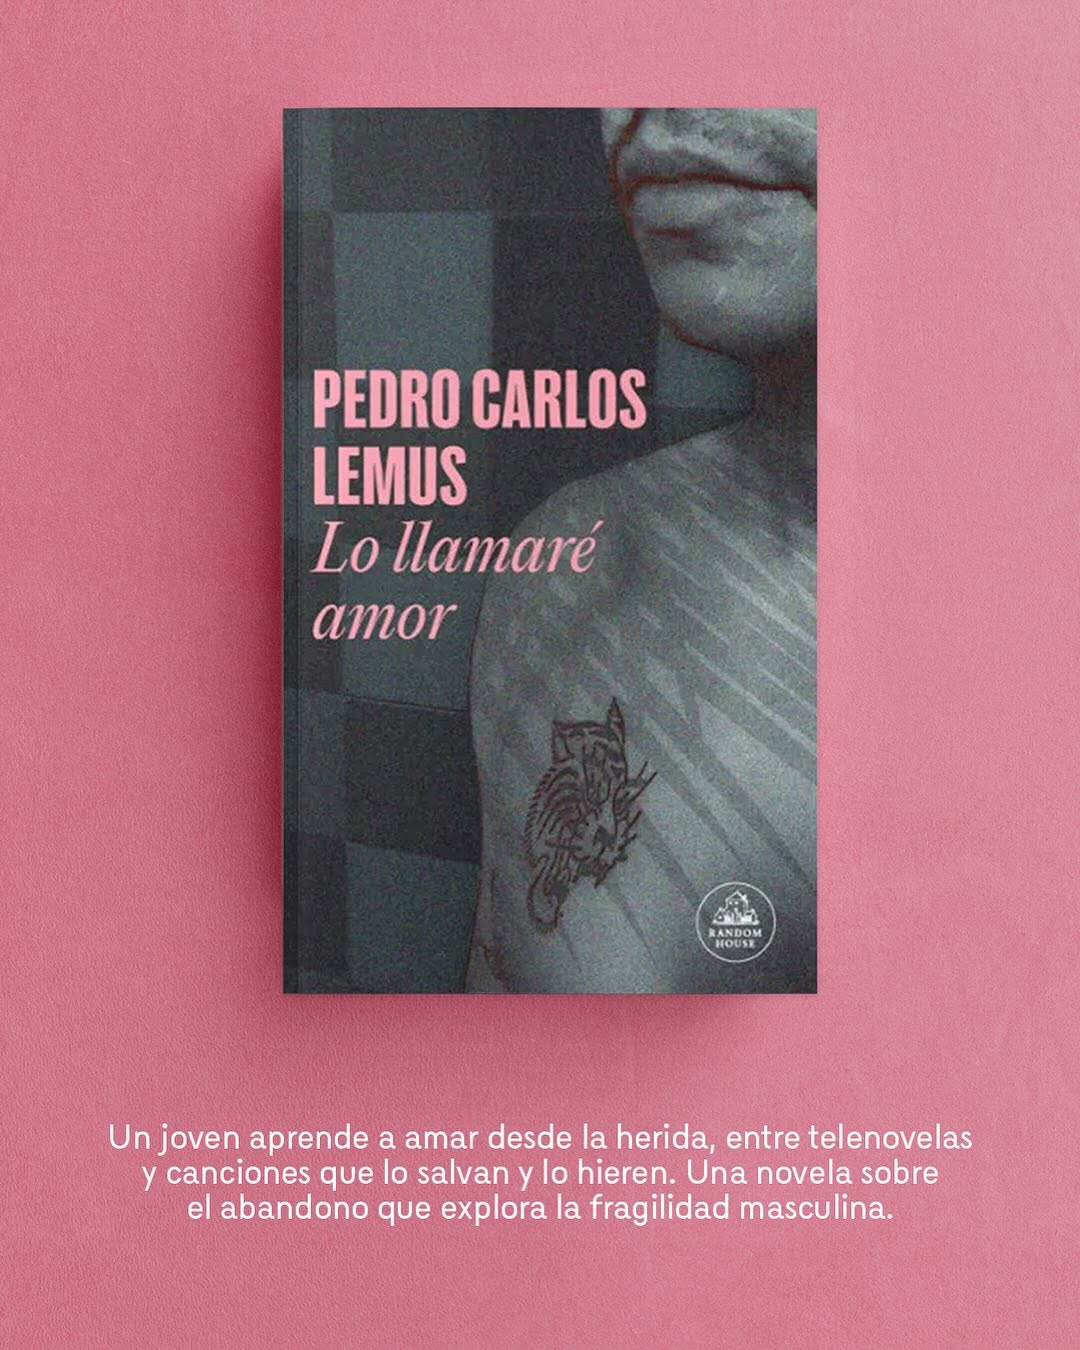 PEDRO CARLOS
LEMUS
Lo llamaré
amor
RANDOM
HOUSE
Un joven aprende a amar desde la herida, entre telenovelas
y canciones que lo salvan y lo hieren. Una novela sobre
el abandono que explora la fragilidad masculina.